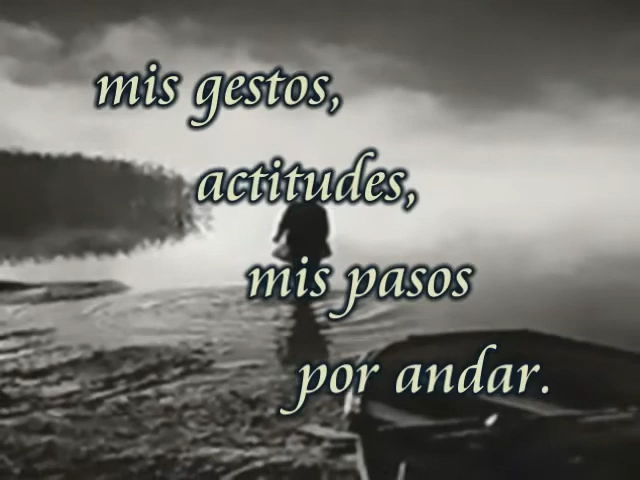 mis gestos,
actitudes,
mis pasos
por andar.